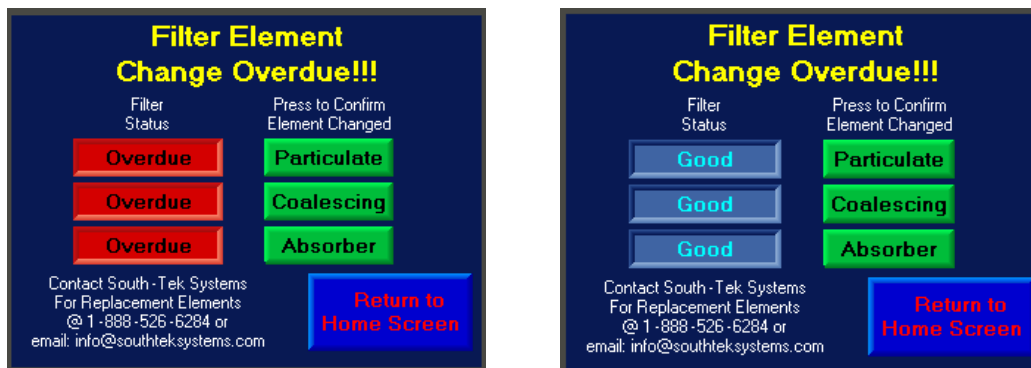 Filter Element
Change Overdue!!!
Filter Status
Press to Confirm Element Changed
Overdue
Particulate
Overdue
Coalescing
Overdue
Absorber
Contact South-Tek Systems
For Replacement Elements
@ 1-888-526-6284 or
email: info@southteksystems.com
Return to
Home Screen
Filter Element
Change Overdue!!!
Filter Status
Press to Confirm Element Changed
Good
Particulate
Good
Coalescing
Good
Absorber
Contact South-Tek Systems
For Replacement Elements
@ 1-888-526-6284 or
email: info@southteksystems.com
Return to
Home Screen